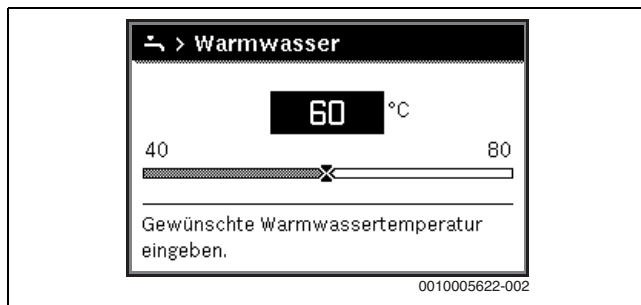 > Warmwasser
60 °C
40 80
Gewünschte Warmwassertemperatur
eingeben.
0010005622-002